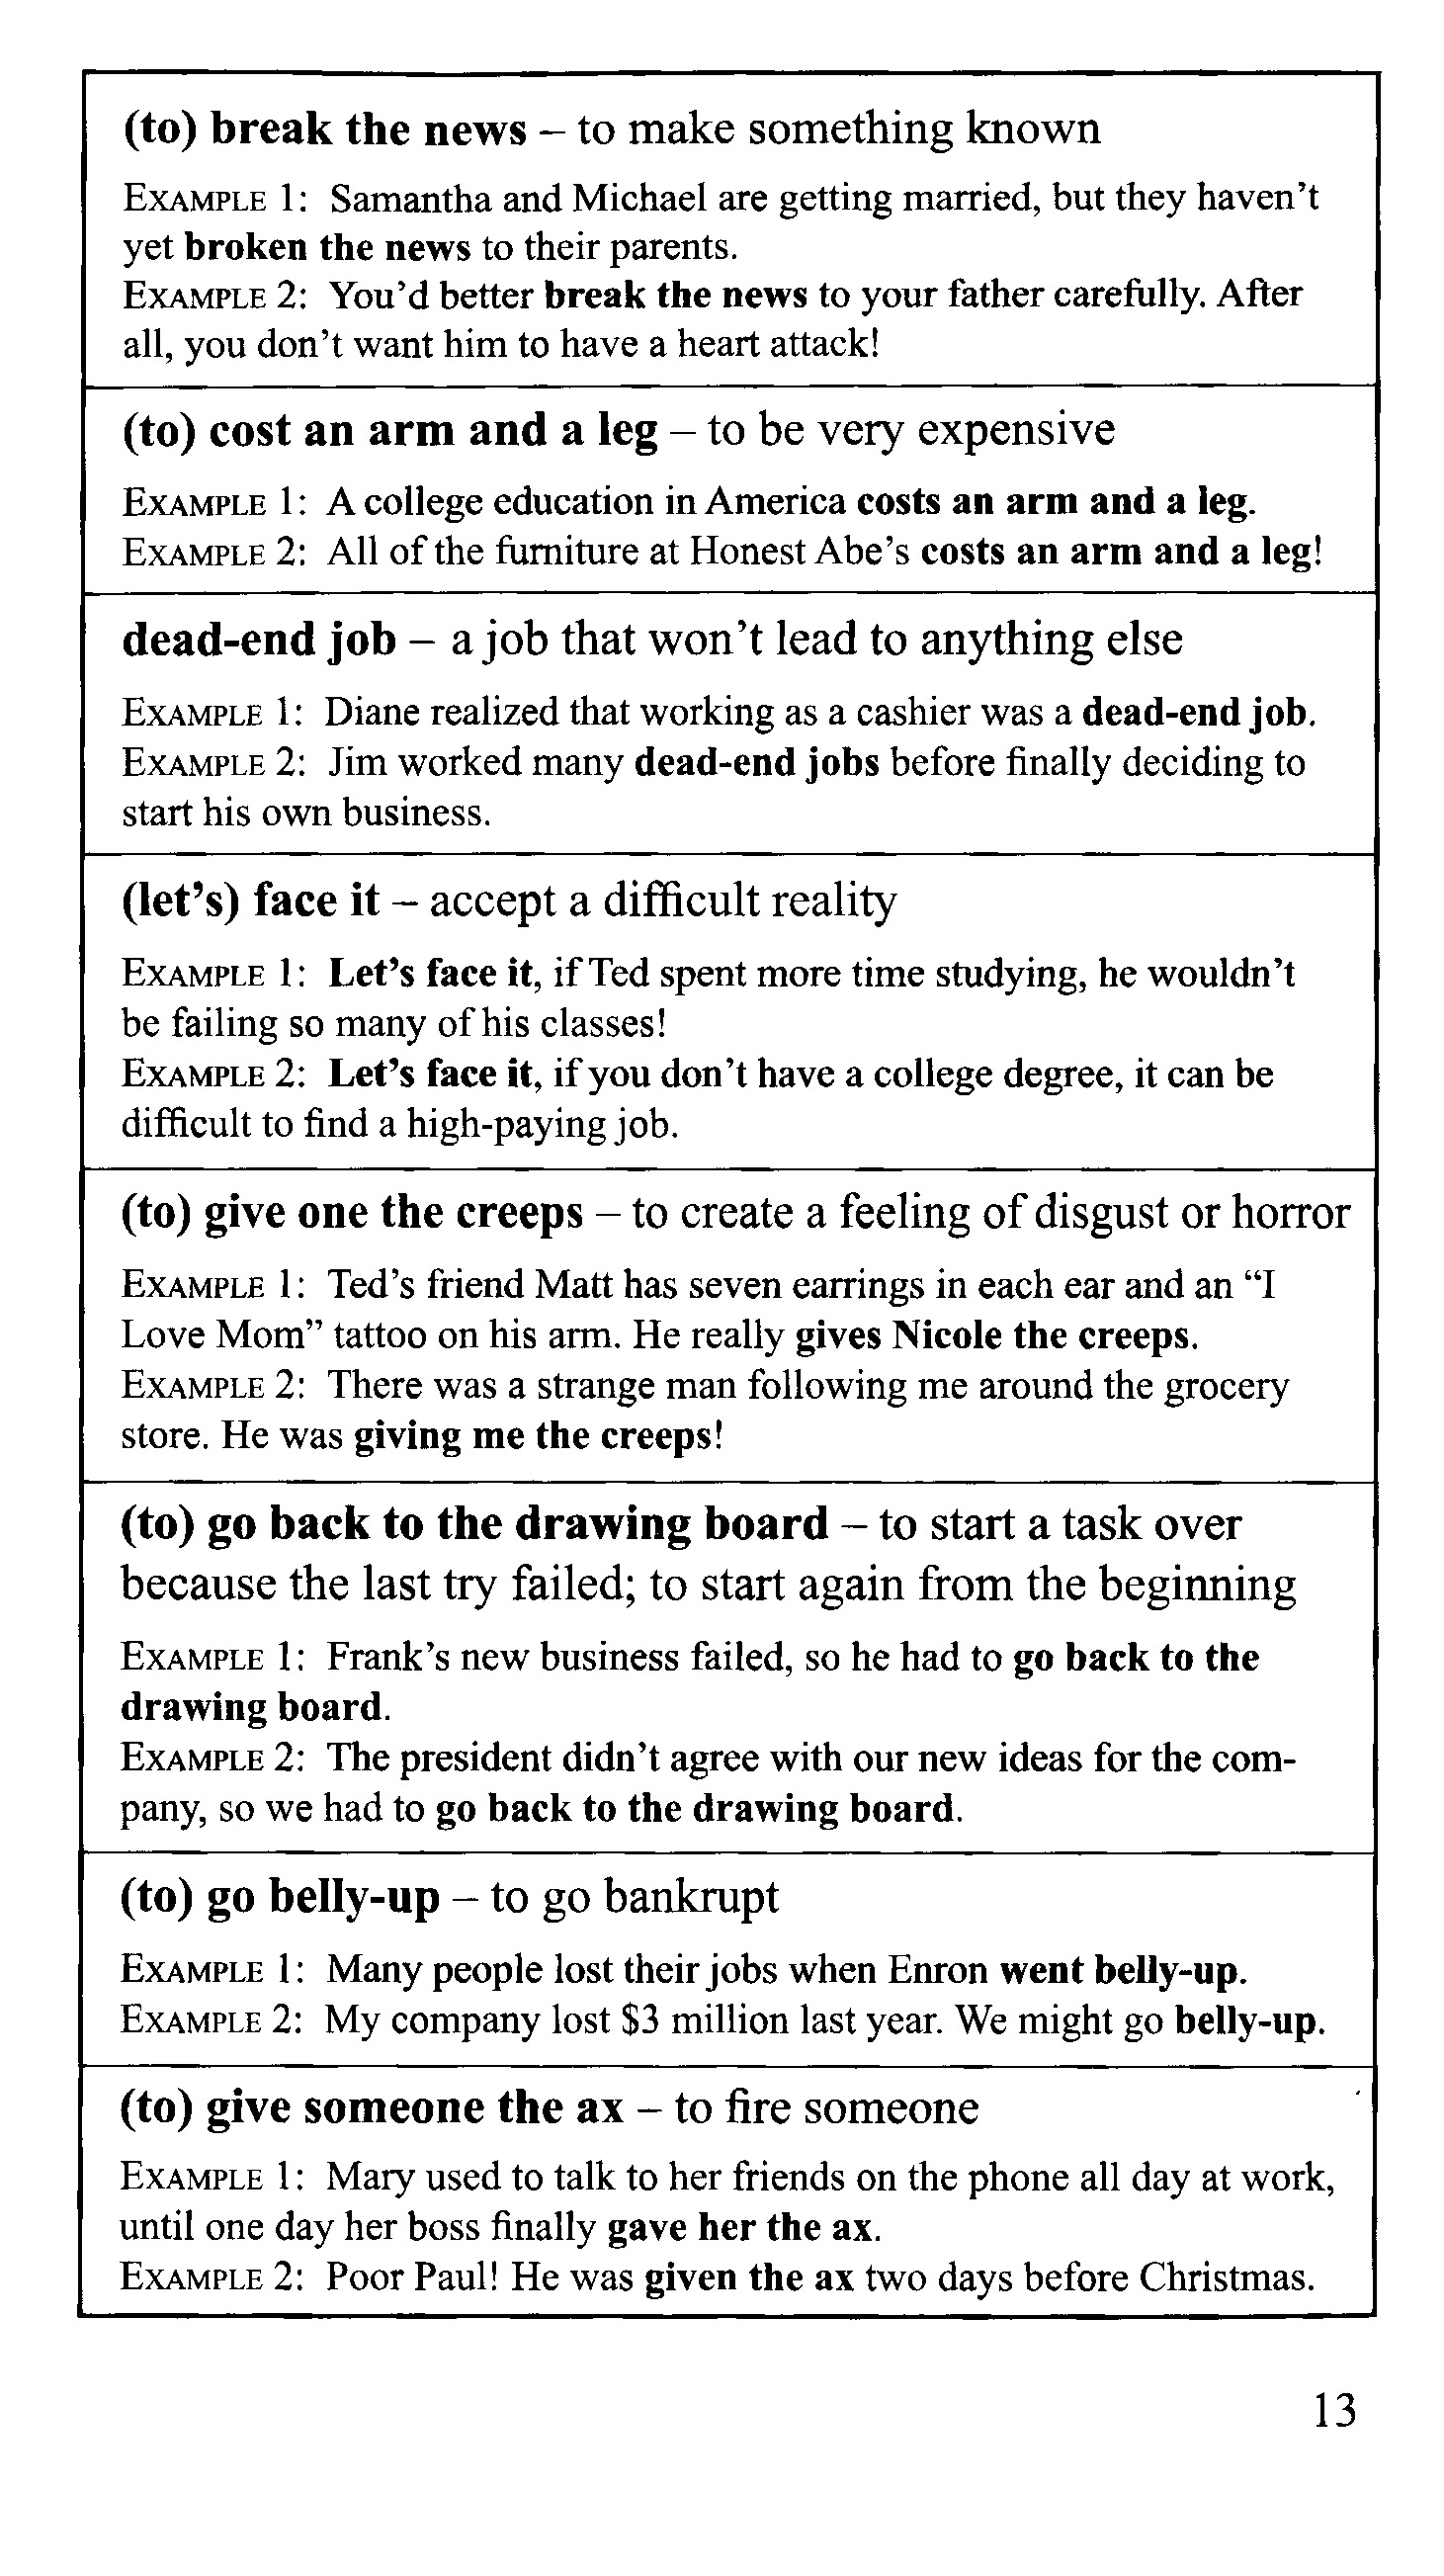 (to) break the news – to make something known
EXAMPLE 1: Samantha and Michael are getting married, but they haven't
yet broken the news to their parents.
EXAMPLE 2: You'd better break the news to your father carefully. After
all, you don't want him to have a heart attack!
(to) cost an arm and a leg – to be very expensive
EXAMPLE 1: A college education in America costs an arm and a leg.
EXAMPLE 2: All of the furniture at Honest Abe's costs an arm and a leg!
dead-end job – a job that won't lead to anything else
EXAMPLE 1: Diane realized that working as a cashier was a dead-end job.
EXAMPLE 2: Jim worked many dead-end jobs before finally deciding to
start his own business.
(let's) face it – accept a difficult reality
EXAMPLE 1: Let's face it, if Ted spent more time studying, he wouldn't
be failing so many of his classes!
EXAMPLE 2: Let's face it, if you don't have a college degree, it can be
difficult to find a high-paying job.
(to) give one the creeps – to create a feeling of disgust or horror
EXAMPLE 1: Ted's friend Matt has seven earrings in each ear and an “I
Love Mom” tattoo on his arm. He really gives Nicole the creeps.
EXAMPLE 2: There was a strange man following me around the grocery
store. He was giving me the creeps!
(to) go back to the drawing board – to start a task over
because the last try failed; to start again from the beginning
EXAMPLE 1: Frank's new business failed, so he had to go back to the
drawing board.
EXAMPLE 2: The president didn't agree with our new ideas for the com-
pany, so we had to go back to the drawing board.
(to) go belly-up – to go bankrupt
EXAMPLE 1: Many people lost their jobs when Enron went belly-up.
EXAMPLE 2: My company lost $3 million last year. We might go belly-up.
(to) give someone the ax – to fire someone
EXAMPLE 1: Mary used to talk to her friends on the phone all day at work,
until one day her boss finally gave her the ax.
EXAMPLE 2: Poor Paul! He was given the ax two days before Christmas.
13